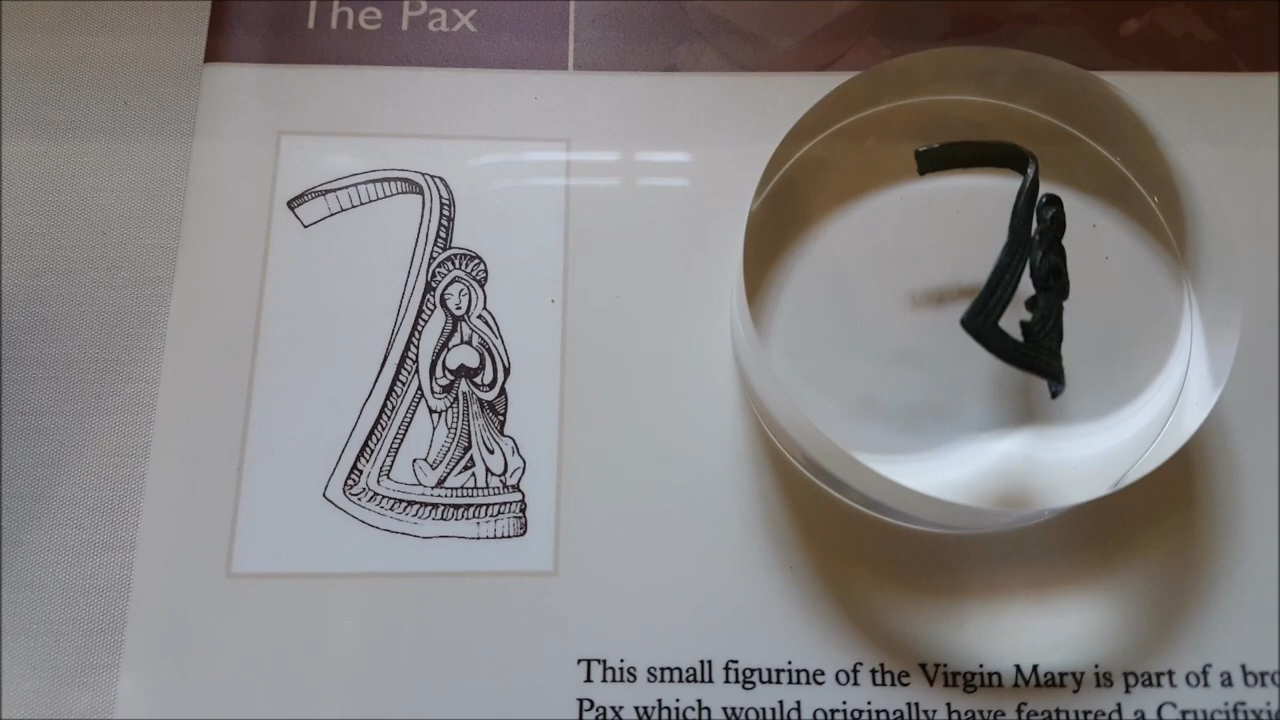 The Pax
This small figurine of the Virgin Mary is part of a
Pax which would originally have featured a